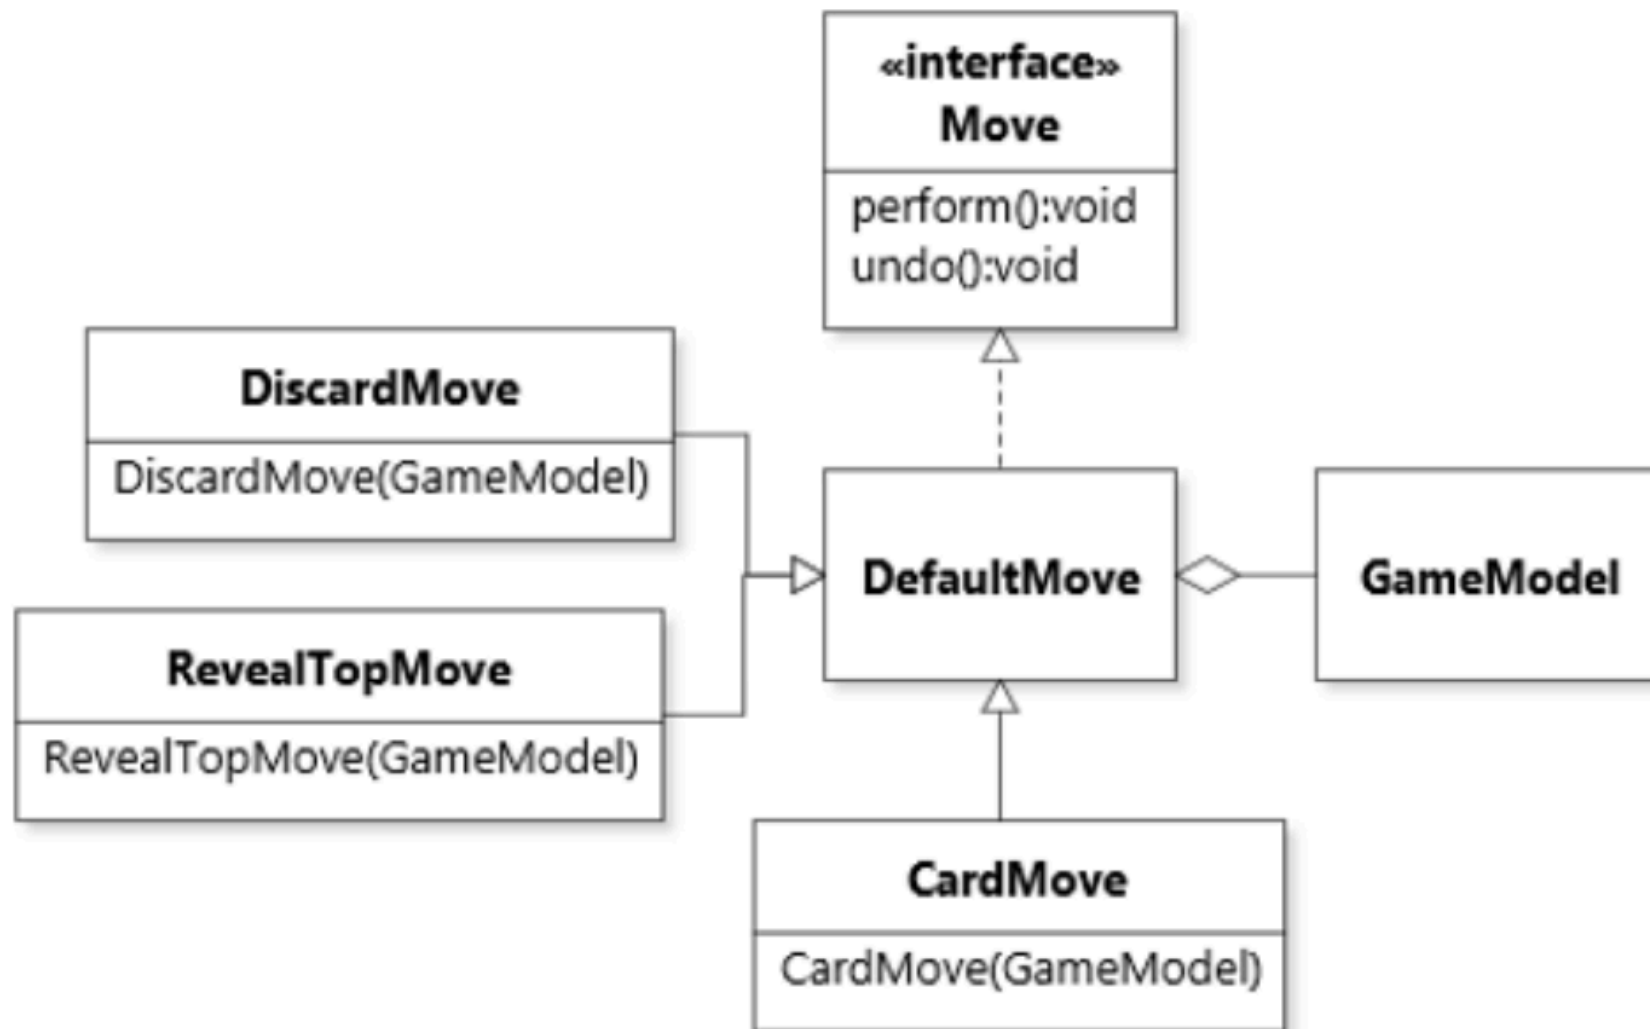 «interface»
Move
perform():void
undo():void
DiscardMove
DiscardMove(GameModel)
DefaultMove
GameModel
RevealTopMove
RevealTopMove(GameModel)
CardMove
CardMove(GameModel)